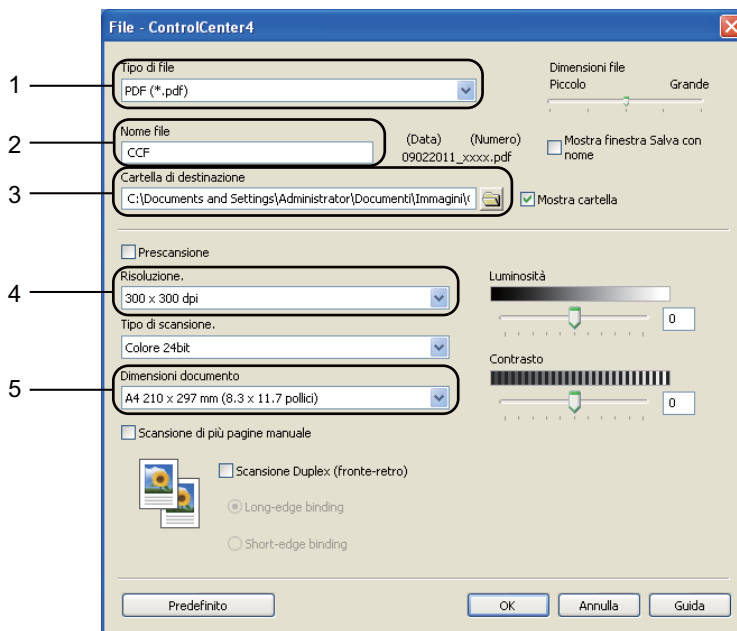 File - ControlCenter4
1
Tipo di file
PDF (*.pdf)
Dimensioni file
Piccolo Grande
2
Nome file
CCF
(Data) (Numero)
09022011_xxxx.pdf
Mostra finestra Salva con nome
3
Cartella di destinazione
C:\Documents and Settings\Administrator\Documenti\Immagini\
Mostra cartella
Prescansione
4
Risoluzione.
300 x 300 dpi
Luminosità
0
Tipo di scansione.
Colore 24bit
Contrasto
0
5
Dimensioni documento
A4 210 x 297 mm (8.3 x 11.7 pollici)
Scansione di più pagine manuale
Scansione Duplex (fronte-retro)
Long-edge binding
Short-edge binding
Predefinito OK Annulla Guida